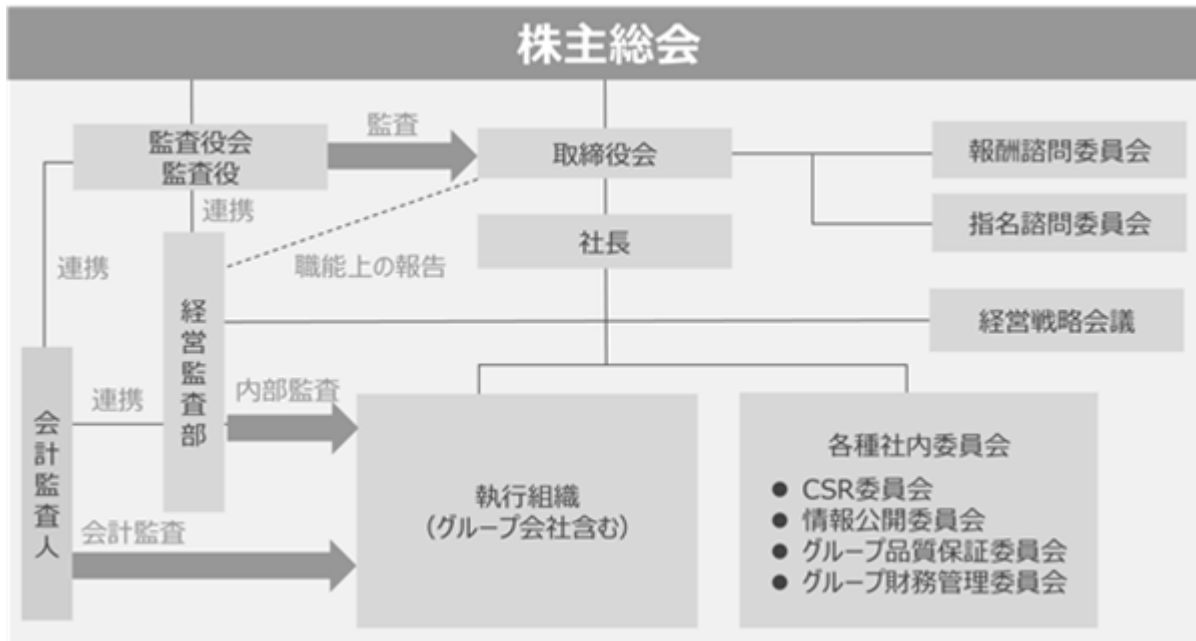 株主総会
監査役会
監査役
監査
取締役会
報酬諮問委員会
指名諮問委員会
連携
連携
社長
職能上の報告
経営監査部
経営戦略会議
会計監査人
連携
内部監査
会計監査
執行組織
（グループ会社含む）
各種社内委員会
● CSR委員会
● 情報公開委員会
● グループ品質保証委員会
● グループ財務管理委員会